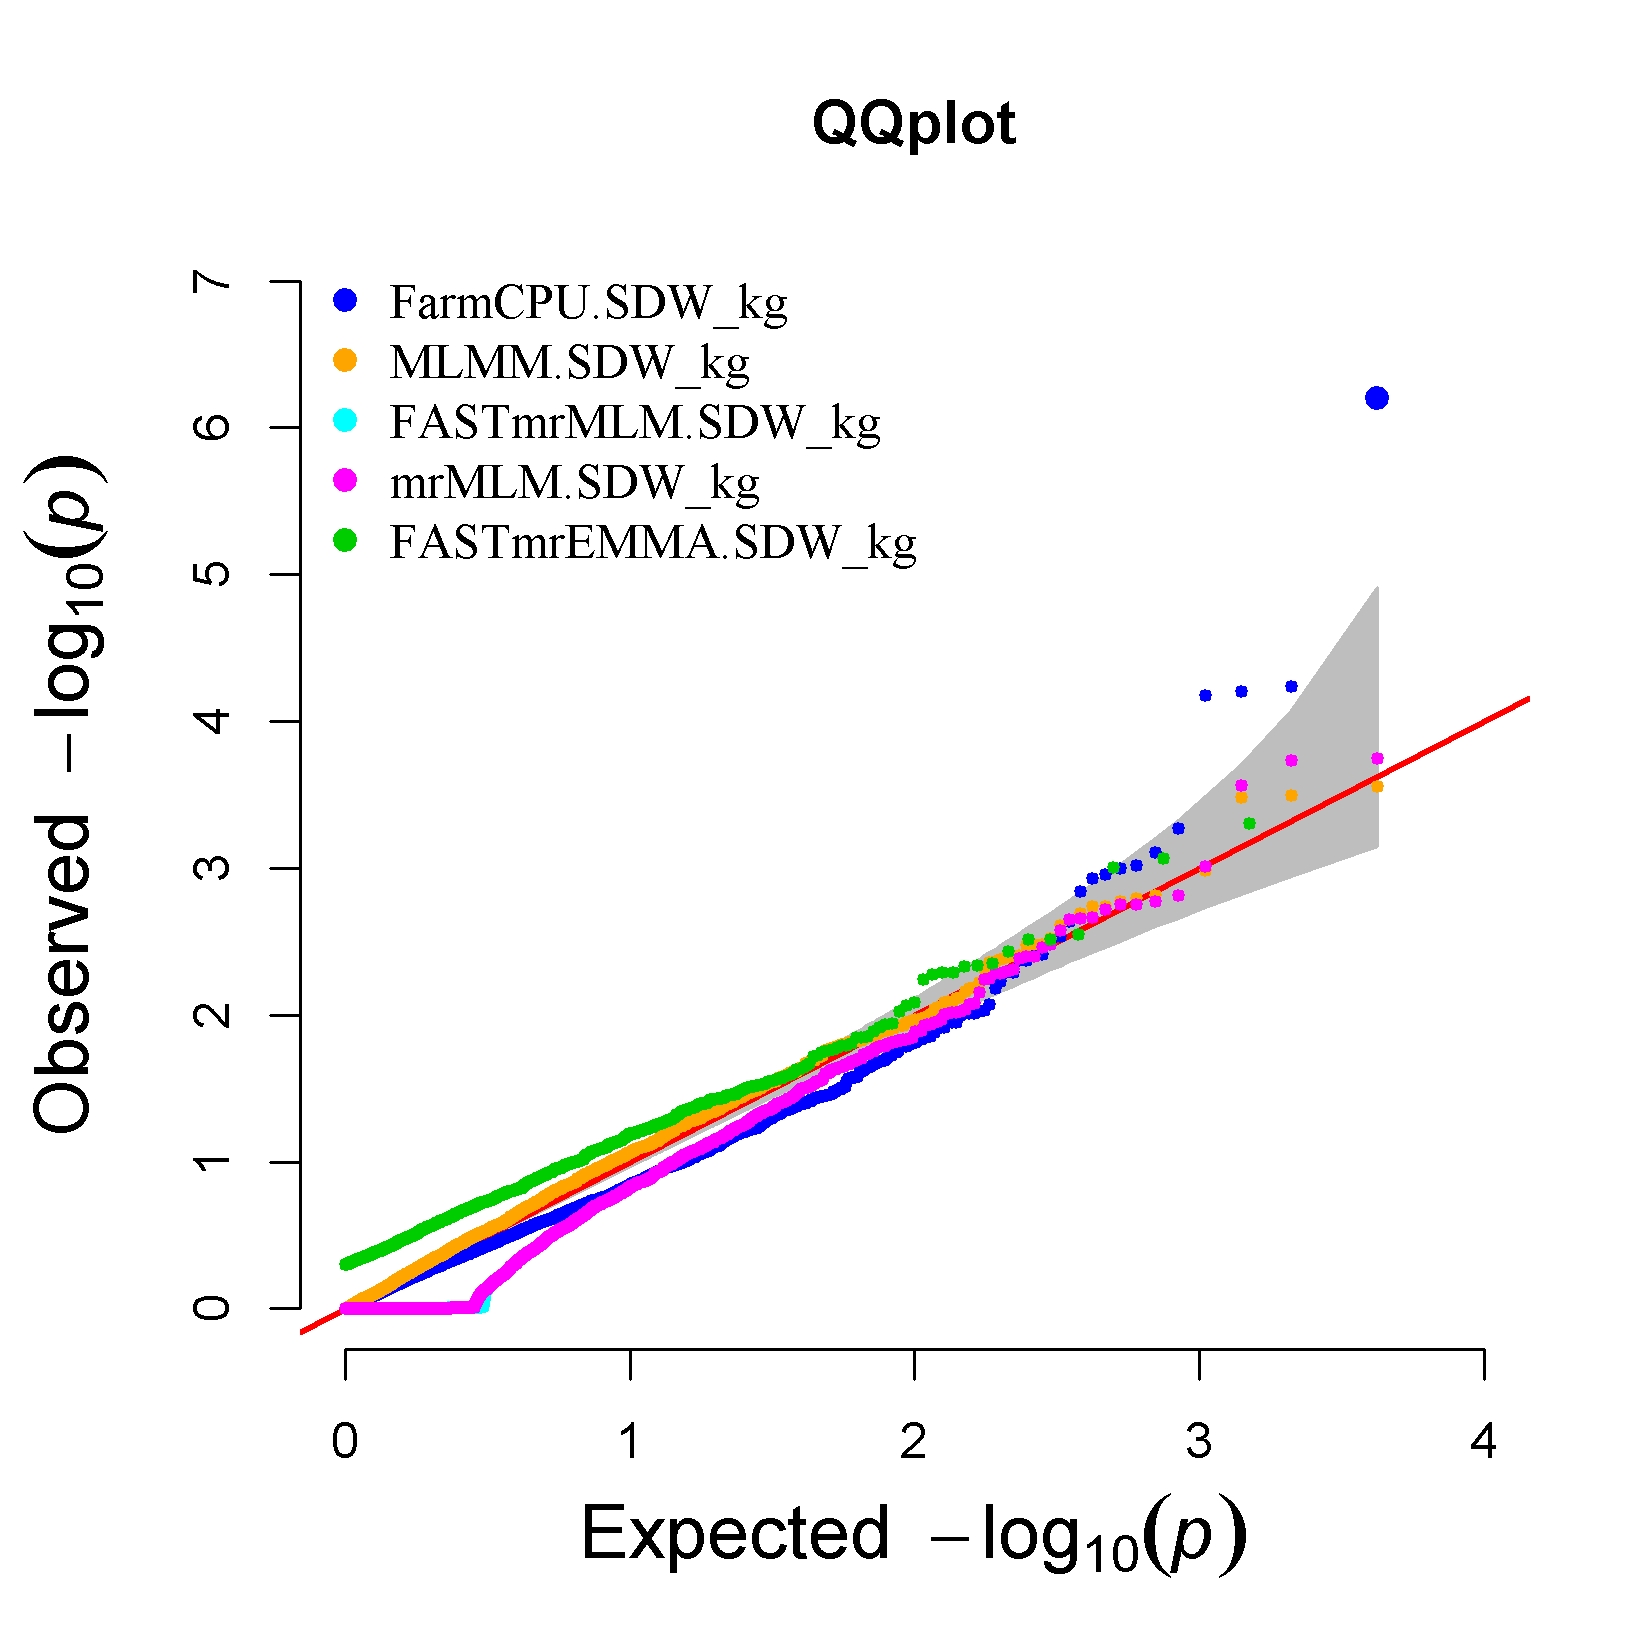 QQplot
7
6
5
4
3
2
1
0
Observed −log10(p)
FarmCPU.SDW_kg
MLMM.SDW_kg
FASTmrMLM.SDW_kg
mrMLM.SDW_kg
FASTmrEMMA.SDW_kg
0 1 2 3 4
Expected −log10(p)